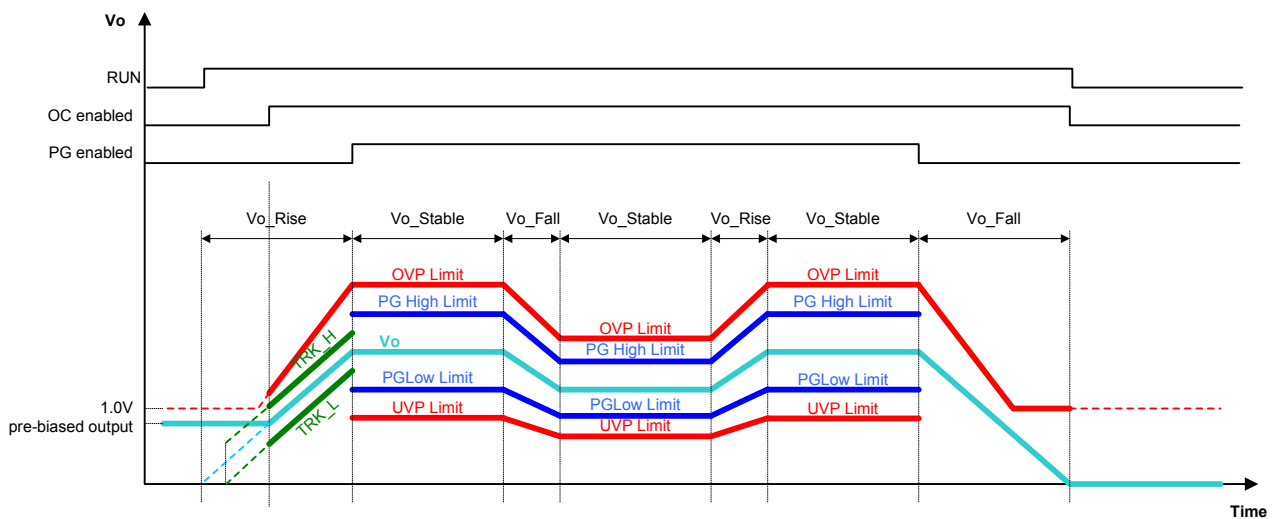 Vo
RUN
OC enabled
PG enabled
Vo_Rise
Vo_Stable
Vo_Fall
Vo_Stable
Vo_Rise
Vo_Stable
Vo_Fall
OVP Limit
OVP Limit
PG High Limit
PG High Limit
OVP Limit
TRK_H
Vo
PG High Limit
PGLow Limit
PGLow Limit
1.0V
TRK_L
UVP Limit
PGLow Limit
UVP Limit
pre-biased output
UVP Limit
Time